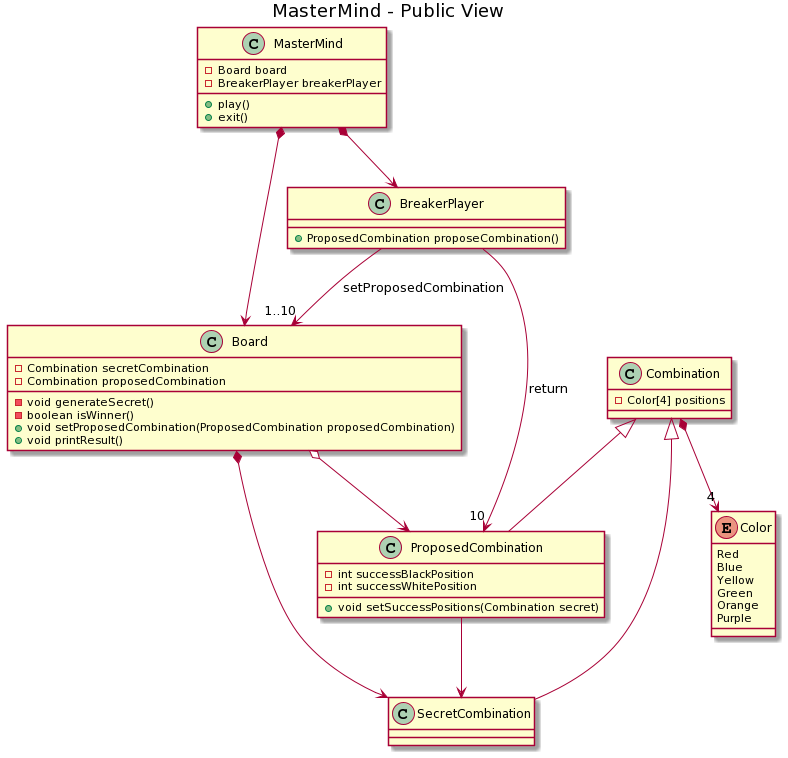 MasterMind - Public View
C MasterMind
Board board
BreakerPlayer breakerPlayer
play()
exit()
C BreakerPlayer
ProposedCombination proposeCombination()
setProposedCombination
1..10
C Board
Combination secretCombination
Combination proposedCombination
void generateSecret()
boolean isWinner()
void setProposedCombination(ProposedCombination proposedCombination)
void printResult()
return
C Combination
Color[4] positions
10
4
C ProposedCombination
int successBlackPosition
int successWhitePosition
void setSuccessPositions(Combination secret)
E Color
Red
Blue
Yellow
Green
Orange
Purple
C SecretCombination